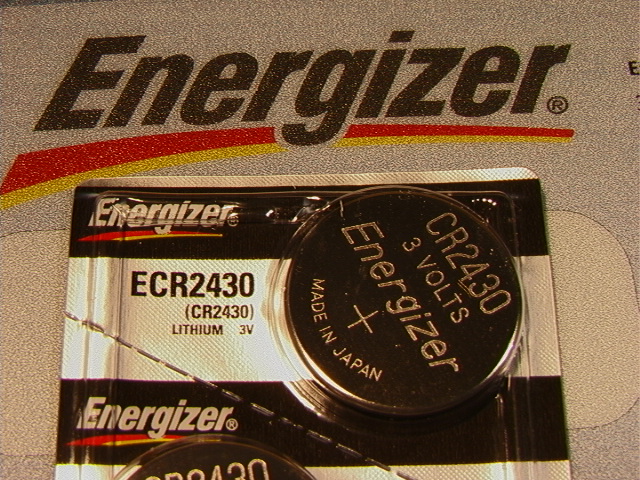 Energizer®
E
Energizer®
ECR2430
(CR2430)
LITHIUM 3V
CR2430
3 VOLTS
Energizer
+
MADE IN JAPAN
Energizer®
CR2430